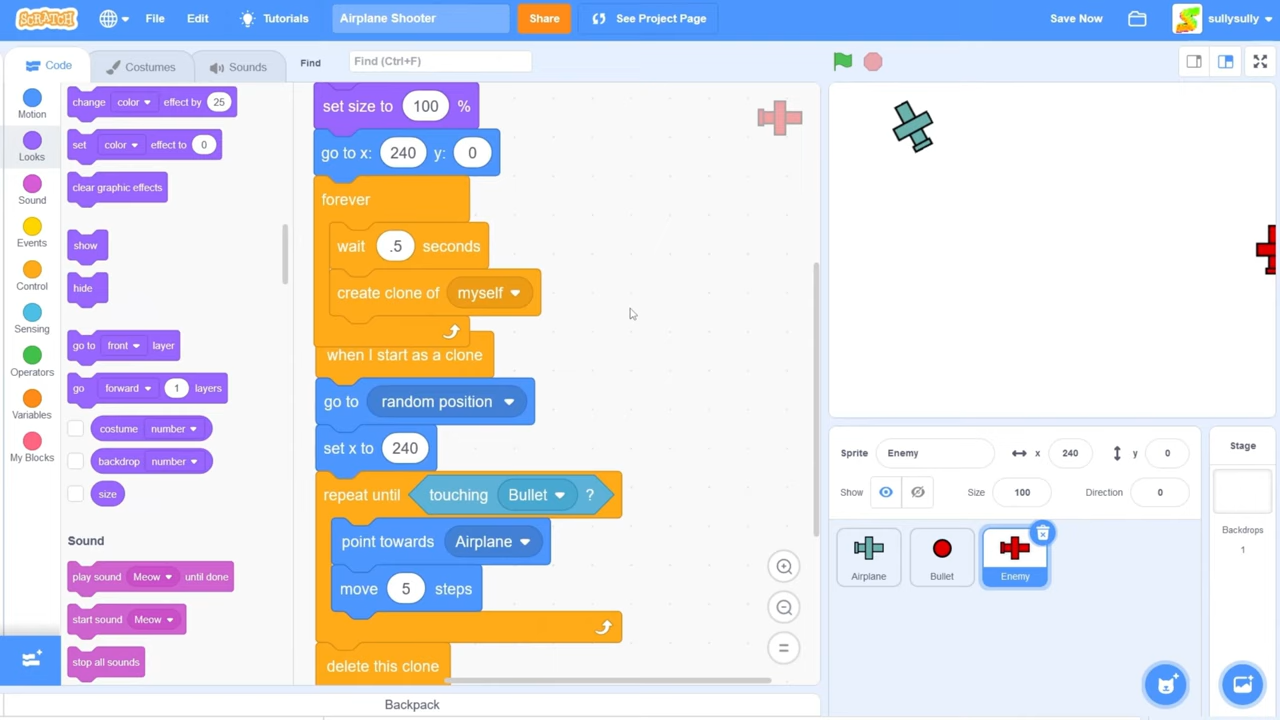 SCRATCH File Edit Tutorials Airplane Shooter Share See Project Page Save Now sullysully
Code Costumes Sounds Find Find (Ctrl+F)
Motion
Looks
Sound
Events
Control
Sensing
Operators
Variables
My Blocks
change color effect by 25
set color effect to 0
clear graphic effects
show
hide
go to front layer
go forward 1 layers
costume number
backdrop number
size
Sound
play sound Meow until done
start sound Meow
stop all sounds
set size to 100 %
go to x: 240 y: 0
forever
wait .5 seconds
create clone of myself
when I start as a clone
go to random position
set x to 240
repeat until touching Bullet ?
point towards Airplane
move 5 steps
delete this clone
Sprite Enemy x 240 y 0
Show Size 100 Direction 0
Airplane Bullet Enemy
Stage
Backdrops
1
Backpack